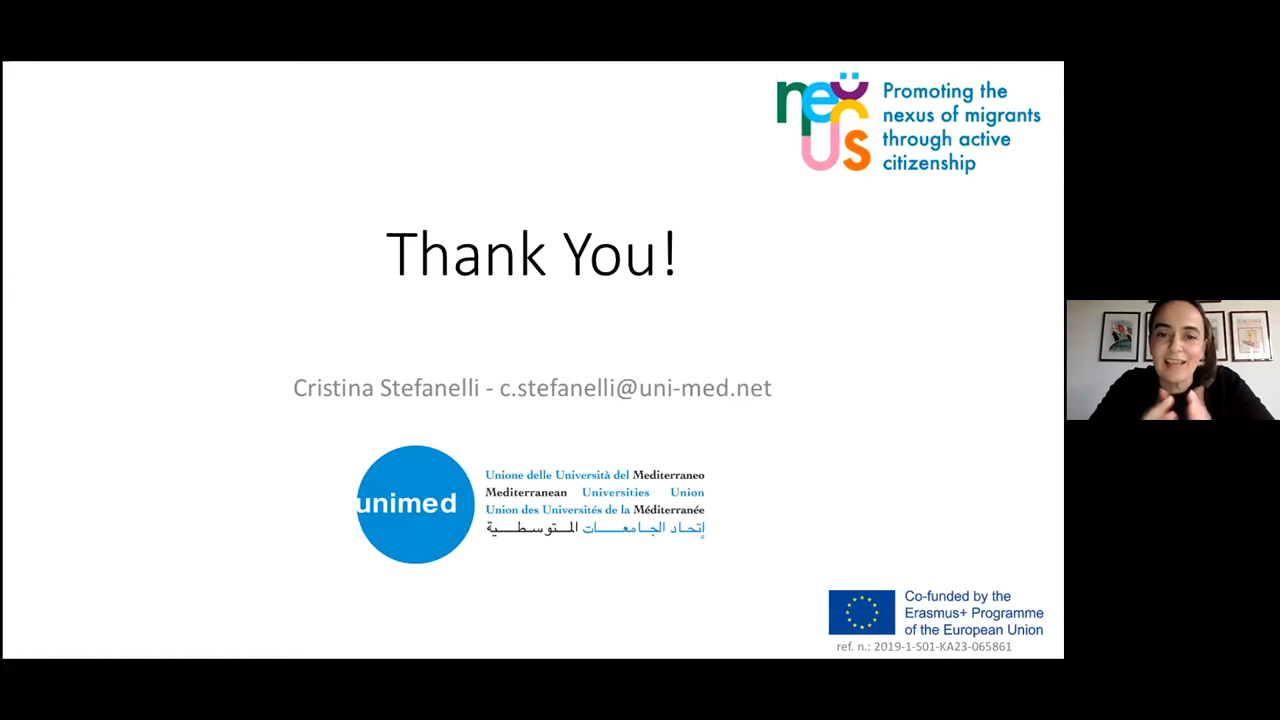 nexus
Promoting the
nexus of migrants
through active
citizenship
Thank You!
Cristina Stefanelli - c.stefanelli@uni-med.net
unimed
Unione delle Università del Mediterraneo
Mediterranean Universities Union
Union des Universités de la Méditerranée
إتحاد الجامعات المتوسطية
Co-funded by the
Erasmus+ Programme
of the European Union
ref. n.: 2019-1-S01-KA23-065861